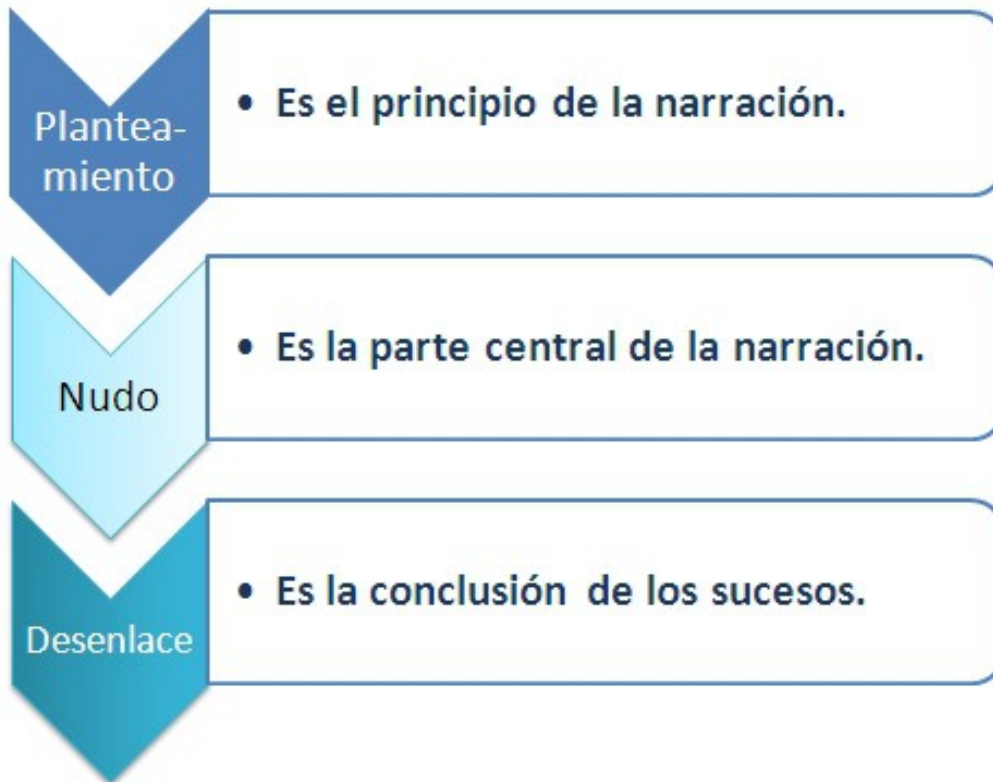 Plantea-
miento
• Es el principio de la narración.
Nudo
• Es la parte central de la narración.
Desenlace
• Es la conclusión de los sucesos.